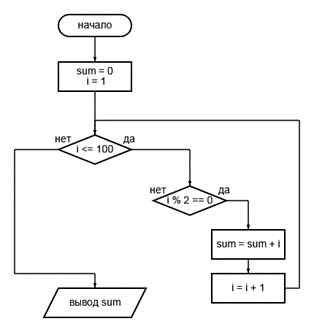 начало
sum = 0
i = 1
нет
да
i <= 100
нет
да
i % 2 == 0
sum = sum + i
i = i + 1
вывод sum